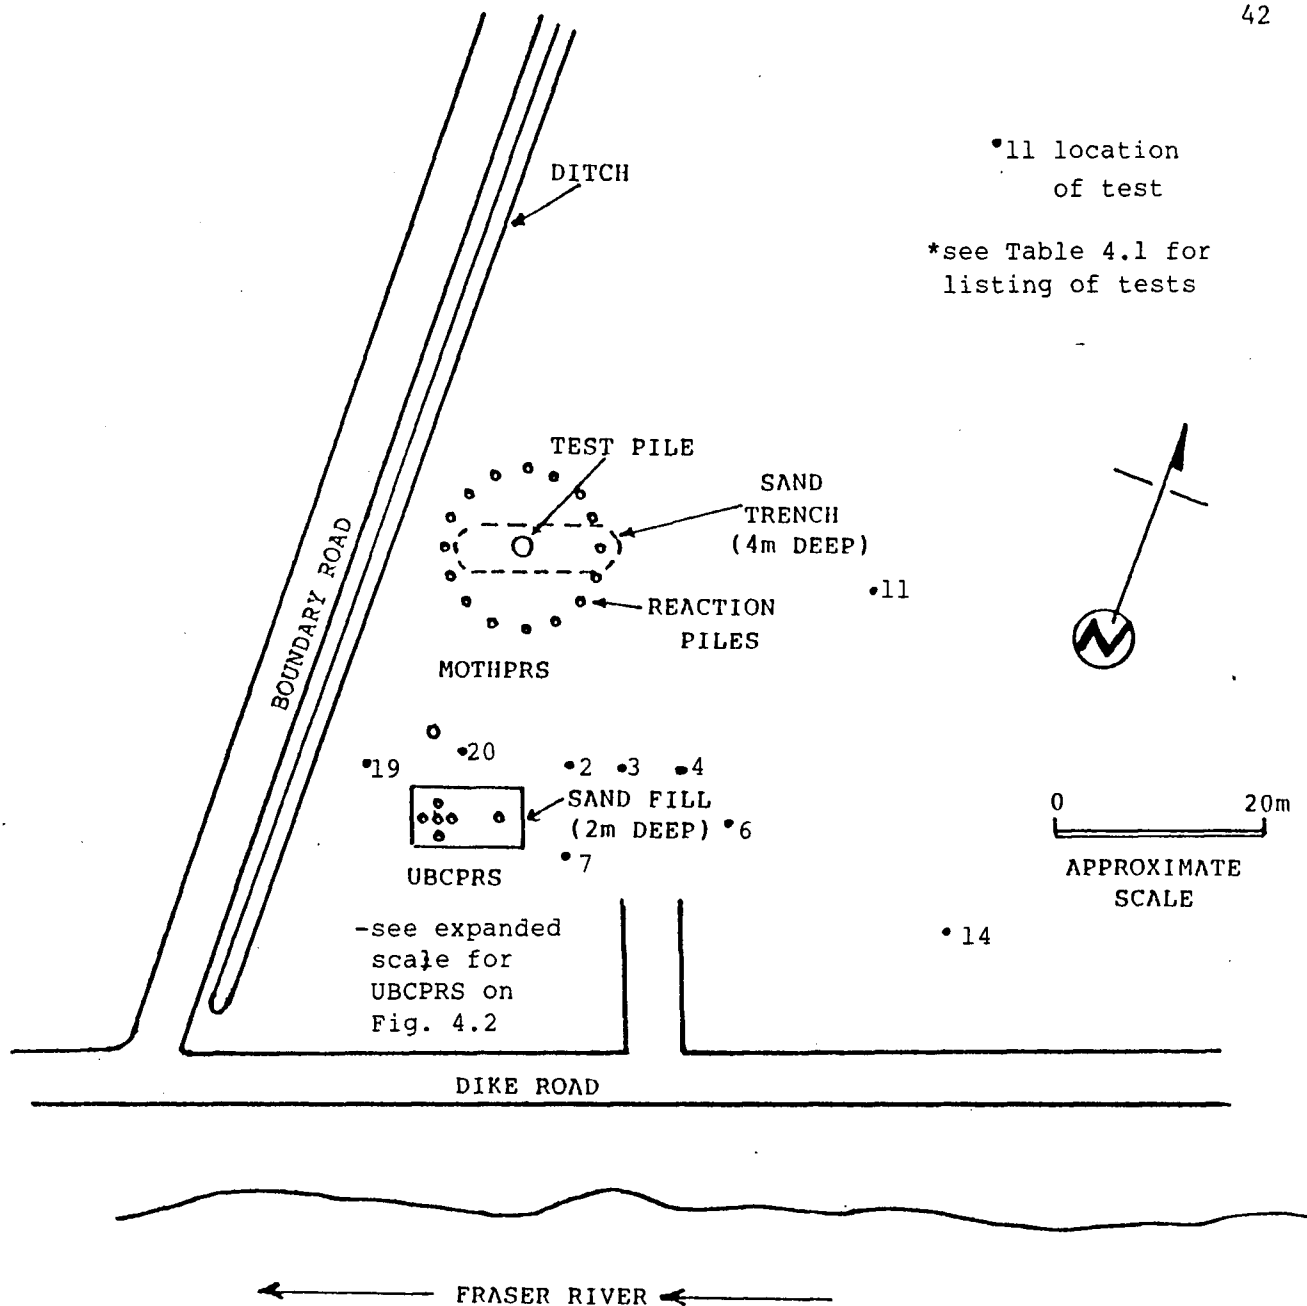 42
•11 location
of test
*see Table 4.1 for
listing of tests
DITCH
TEST PILE
SAND
TRENCH
(4m DEEP)
•11
REACTION
PILES
BOUNDARY ROAD
MOTHPRS
N
•19
•20
•2
•3
•4
SAND FILL
(2m DEEP)
•6
•7
UBCPRS
0
20m
APPROXIMATE
SCALE
-see expanded
scale for
UBCPRS on
Fig. 4.2
•14
DIKE ROAD
FRASER RIVER